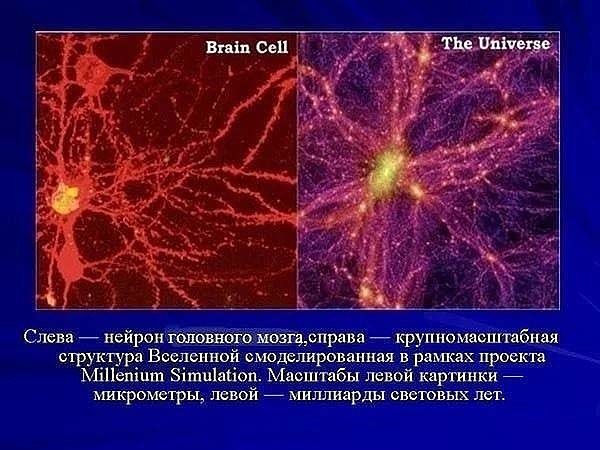 Brain Cell
The Universe
Слева — нейрон головного мозга,справа — крупномасштабная
структура Вселенной смоделированная в рамках проекта
Millenium Simulation. Масштабы левой картинки —
микрометры, левой — миллиарды световых лет.